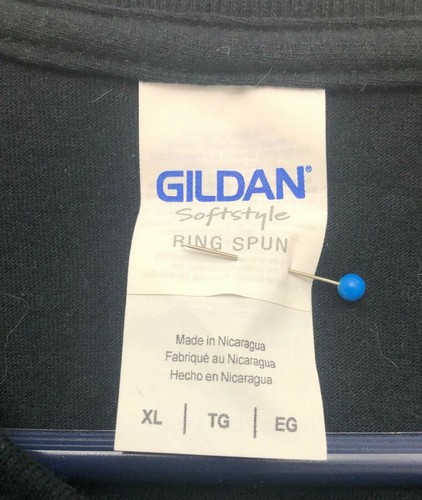 GILDAN®
Softstyle
RING SPUN
Made in Nicaragua
Fabriqué au Nicaragua
Hecho en Nicaragua
XL | TG | EG